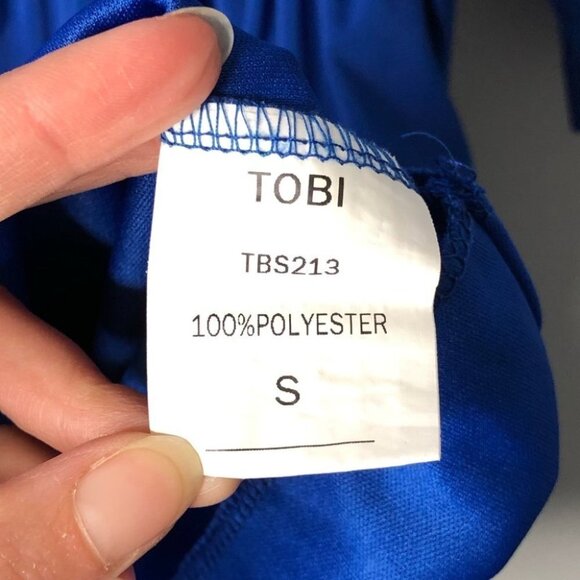 TOBI
TBS213
100%POLYESTER
S